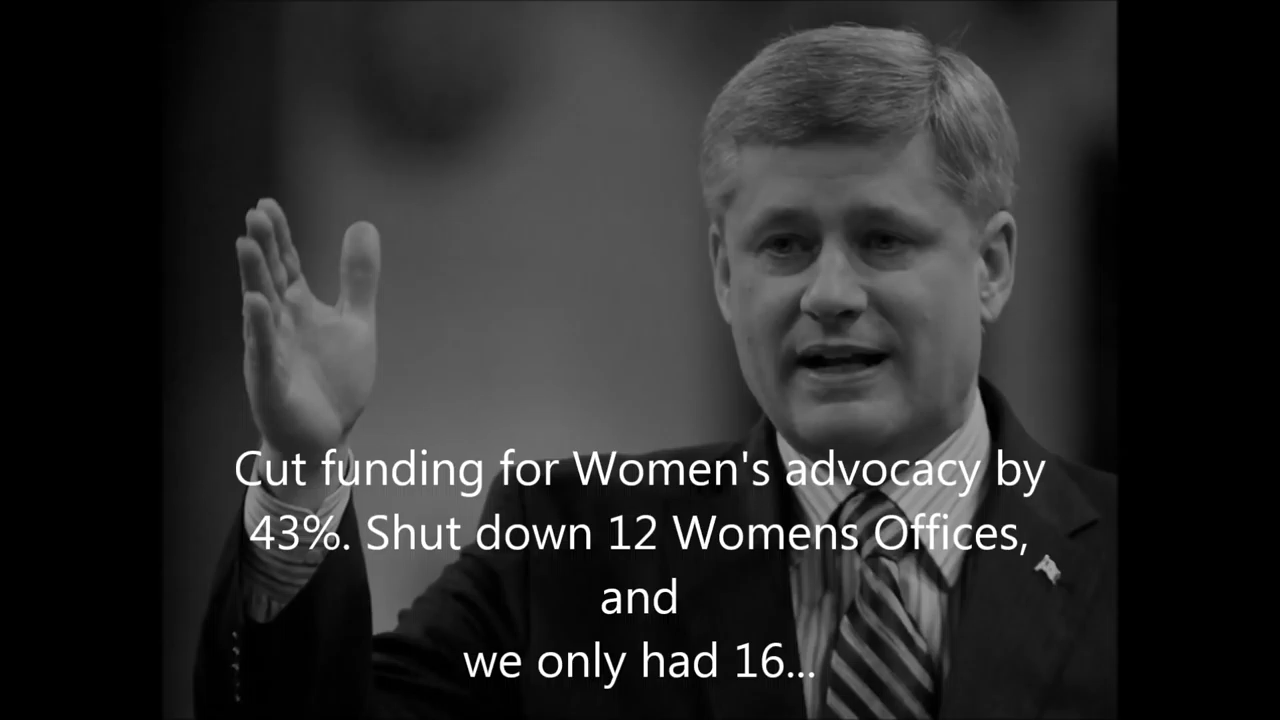 Cut funding for Women's advocacy by
43%. Shut down 12 Womens Offices,
and
we only had 16...